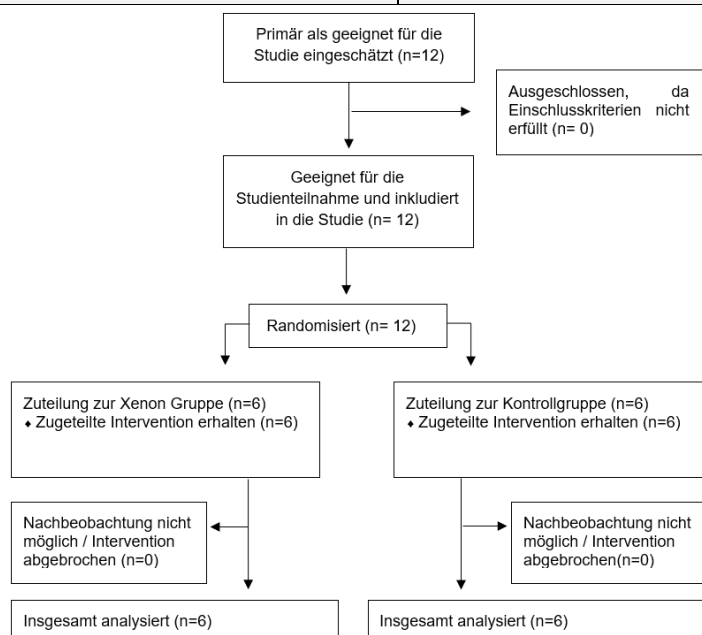 Primär als geeignet für die
Studie eingeschätzt (n=12)
Ausgeschlossen, da
Einschlusskriterien nicht
erfüllt (n= 0)
Geeignet für die
Studienteilnahme und inkludiert
in die Studie (n= 12)
Randomisiert (n= 12)
Zuteilung zur Xenon Gruppe (n=6)
♦ Zugeteilte Intervention erhalten (n=6)
Zuteilung zur Kontrollgruppe (n=6)
♦ Zugeteilte Intervention erhalten (n=6)
Nachbeobachtung nicht
möglich / Intervention
abgebrochen (n=0)
Nachbeobachtung nicht
möglich / Intervention
abgebrochen(n=0)
Insgesamt analysiert (n=6)
Insgesamt analysiert (n=6)